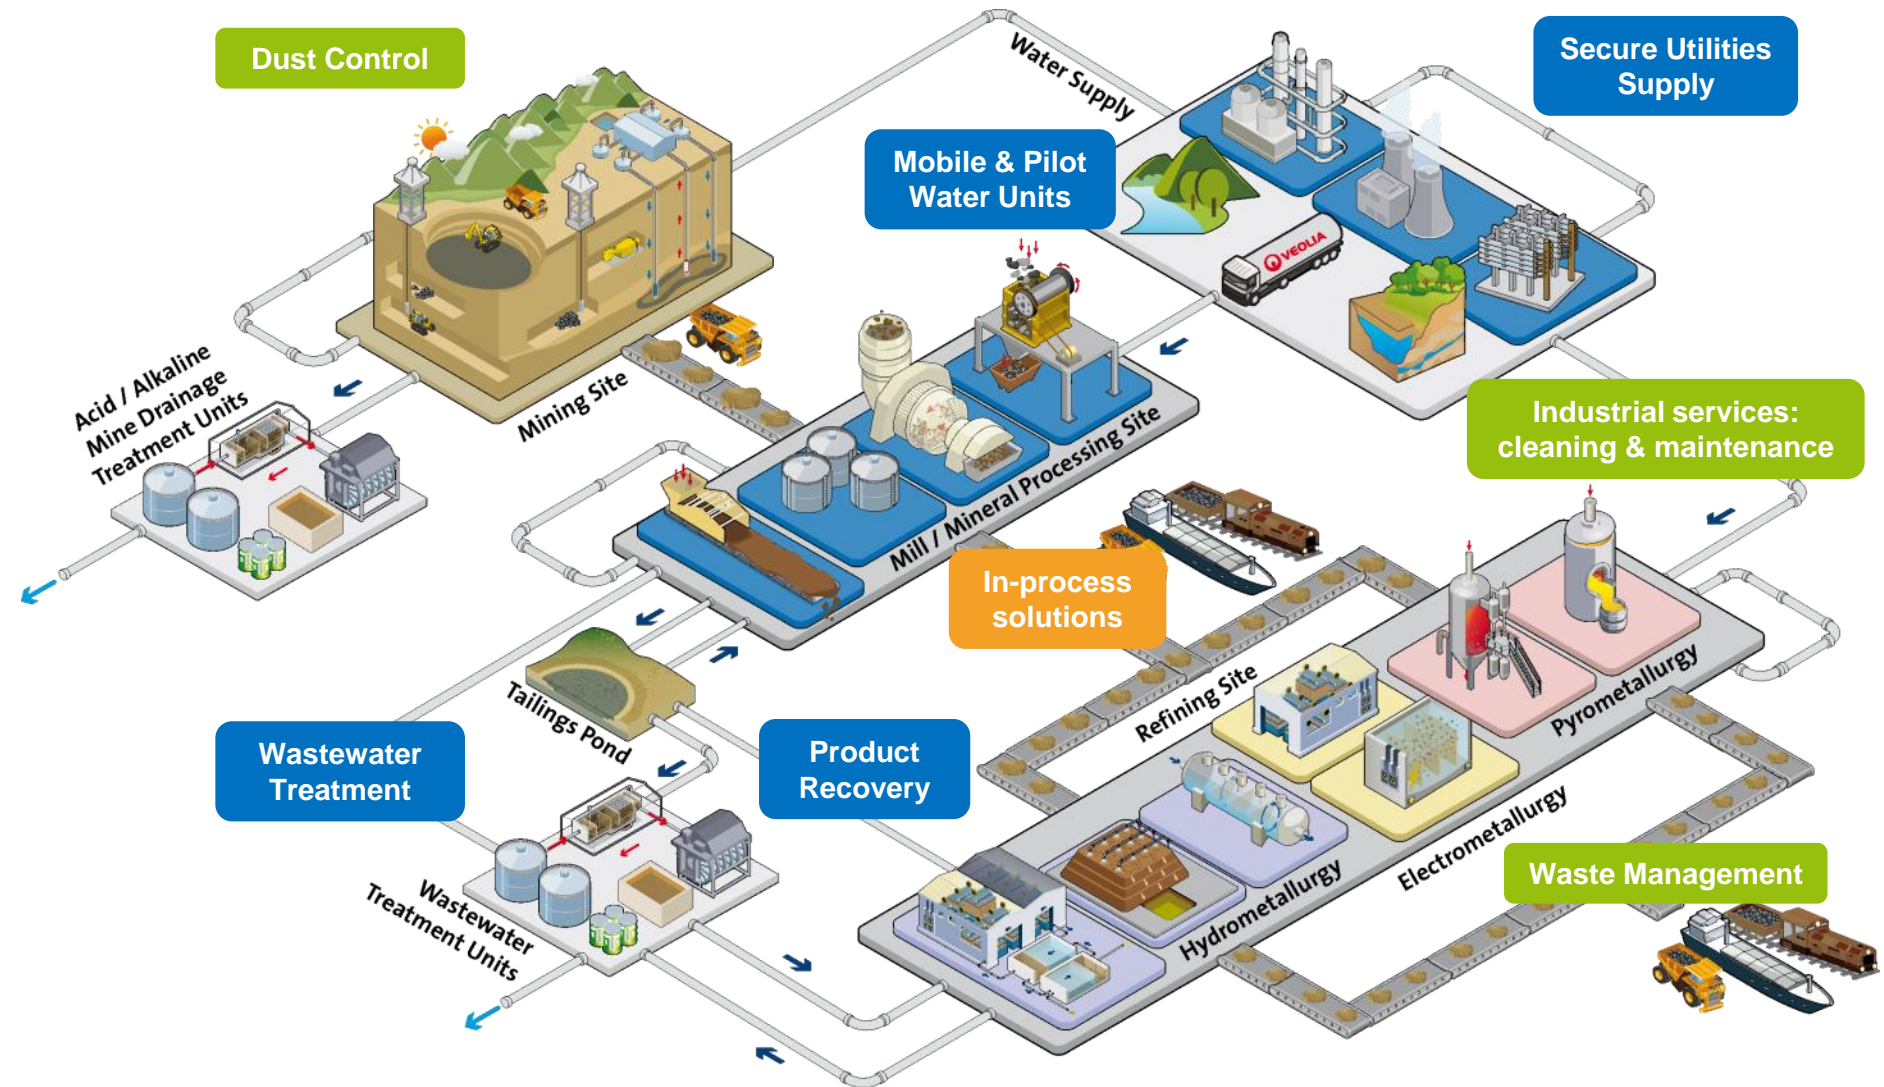 Dust Control
Water Supply
Secure Utilities
Supply
Mobile & Pilot
Water Units
VEOLIA
Acid / Alkaline
Mine Drainage
Treatment Units
Mining Site
Mill / Mineral Processing Site
Industrial services:
cleaning & maintenance
In-process
solutions
Tailings Pond
Refining Site
Pyrometallurgy
Wastewater
Treatment
Product
Recovery
Electrometallurgy
Hydrometallurgy
Waste Management
Wastewater
Treatment Units